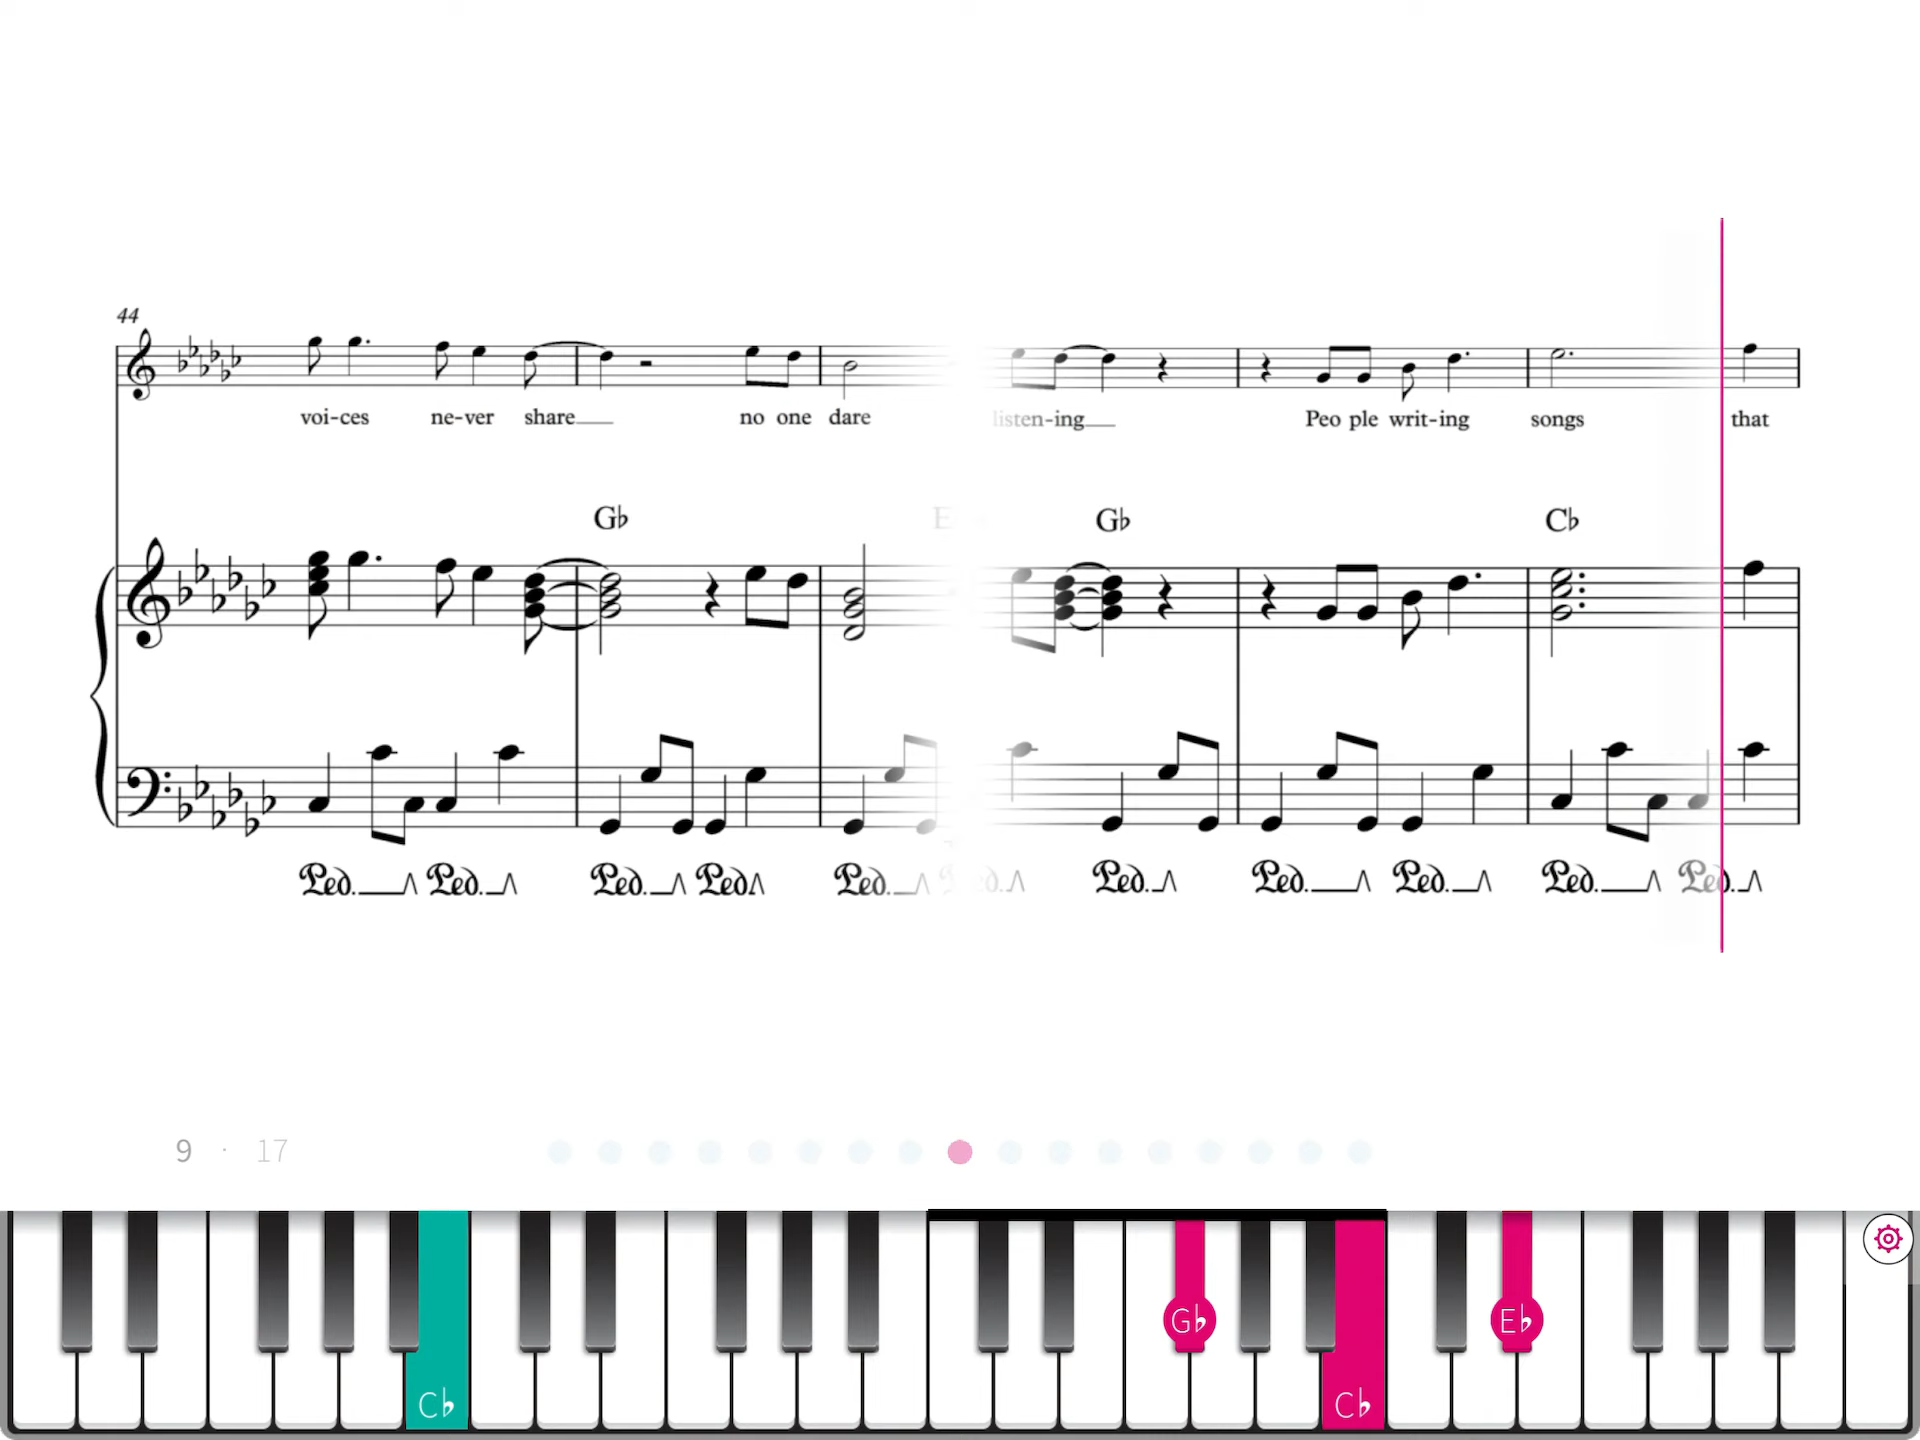 44
voi-ces ne-ver share no one dare listen-ing Peo ple writ-ing songs that
G♭ G♭ C♭
Ped. Ped. Ped. Ped. Ped. Ped. Ped. Ped. Ped. Ped.
9 · 17
G♭ E♭
C♭ C♭